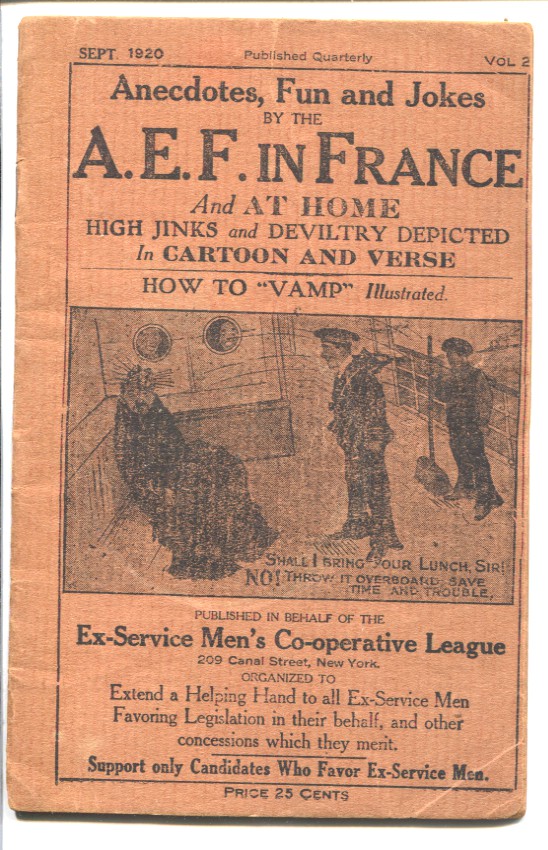 SEPT. 1920 Published Quarterly VOL 2
Anecdotes, Fun and Jokes
BY THE
A. E. F. IN FRANCE
And AT HOME
HIGH JINKS and DEVILTRY DEPICTED
In CARTOON AND VERSE
HOW TO "VAMP" Illustrated.
SHALL I BRING YOUR LUNCH, SIR!
NO! THROW IT OVERBOARD, SAVE
TIME AND TROUBLE,
PUBLISHED IN BEHALF OF THE
Ex-Service Men's Co-operative League
209 Canal Street, New York.
ORGANIZED TO
Extend a Helping Hand to all Ex-Service Men
Favoring Legislation in their behalf, and other
concessions which they merit.
Support only Candidates Who Favor Ex-Service Men.
PRICE 25 CENTS